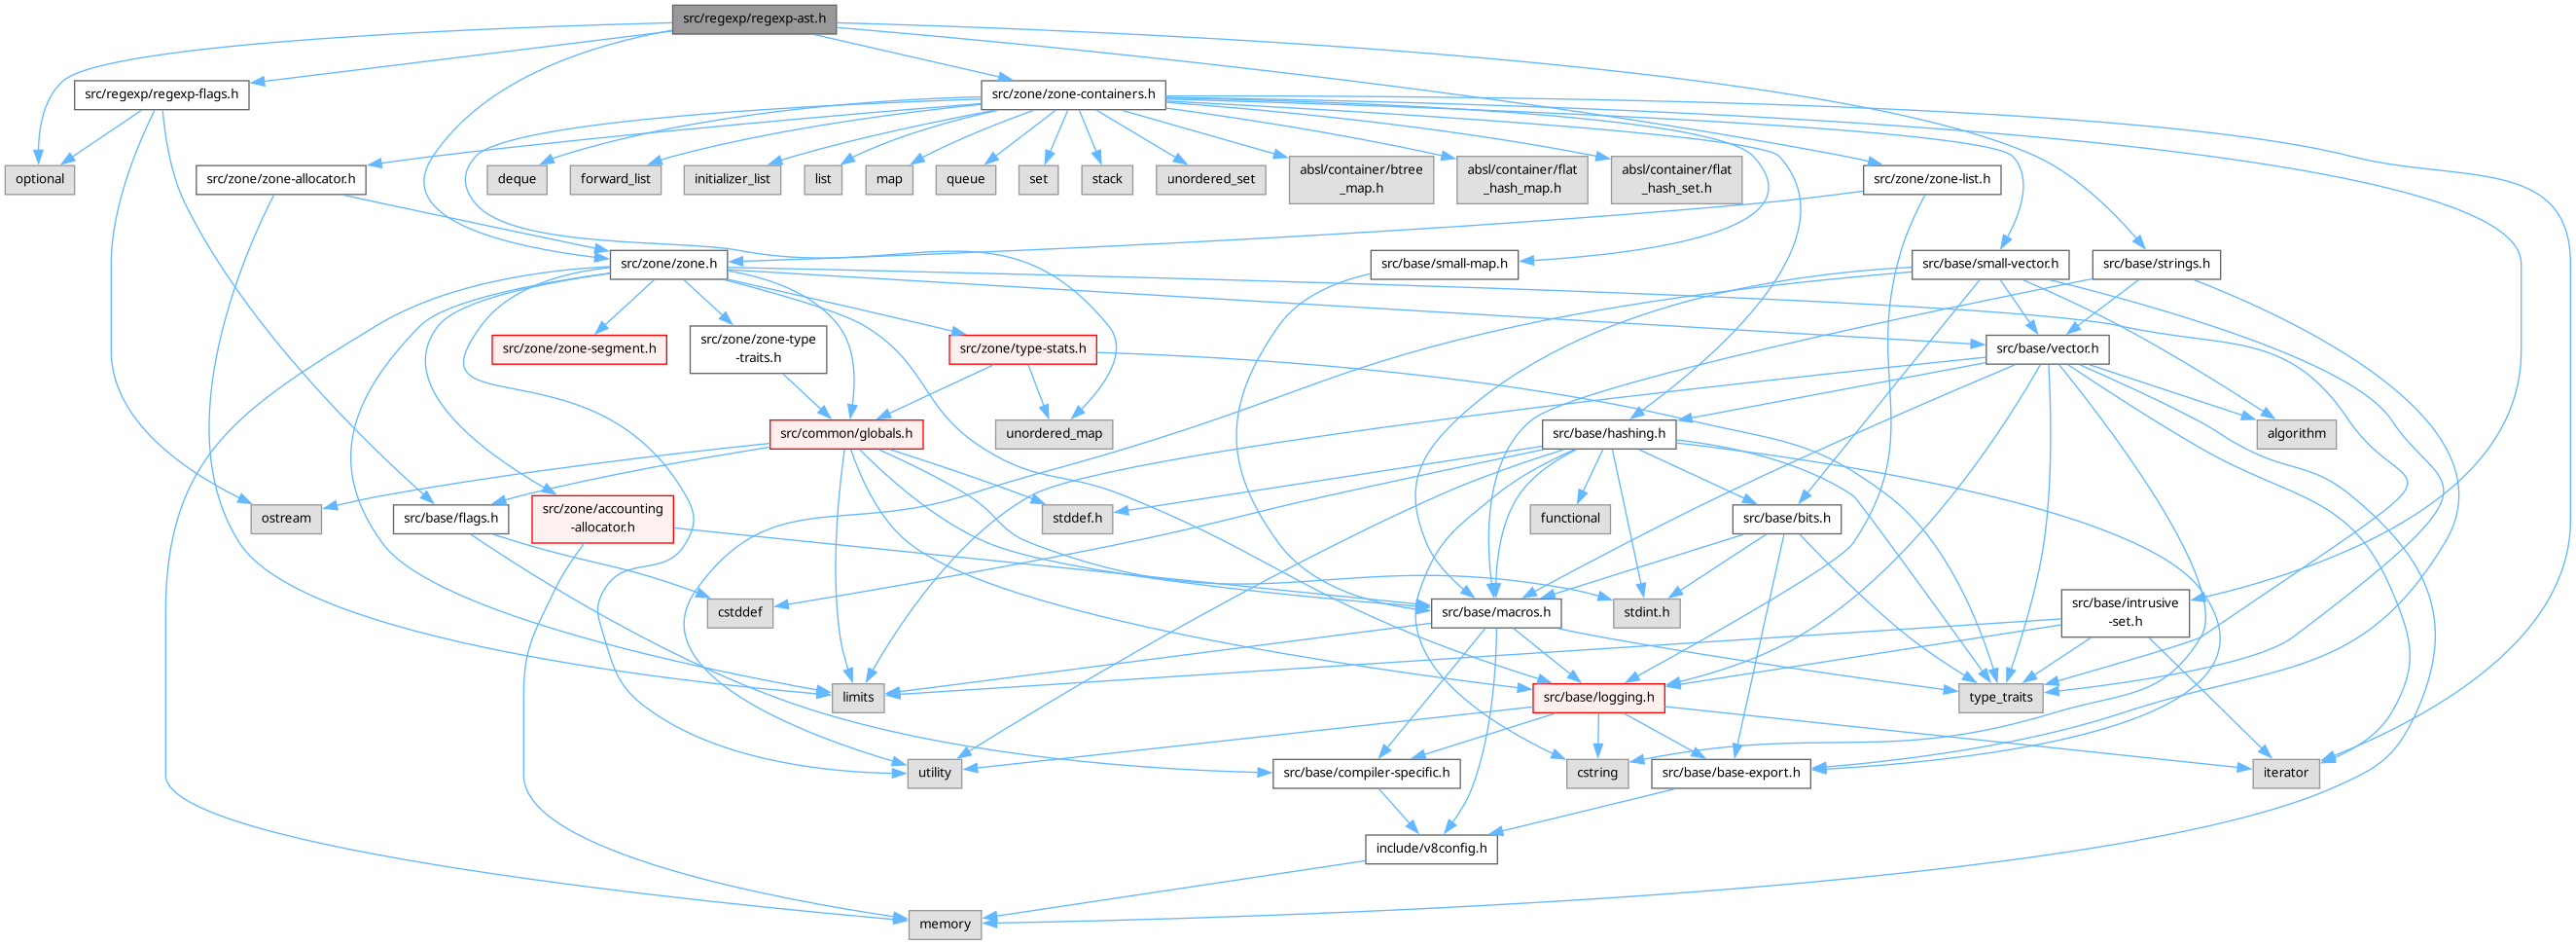 src/regexp/regexp-ast.h
src/regexp/regexp-flags.h
src/zone/zone-containers.h
optional
src/zone/zone-allocator.h
deque
forward_list
initializer_list
list
map
queue
set
stack
unordered_set
absl/container/btree
_map.h
absl/container/flat
_hash_map.h
absl/container/flat
_hash_set.h
src/zone/zone-list.h
src/zone/zone.h
src/base/small-map.h
src/base/small-vector.h
src/base/strings.h
src/zone/zone-segment.h
src/zone/zone-type
-traits.h
src/zone/type-stats.h
src/base/vector.h
src/common/globals.h
unordered_map
src/base/hashing.h
algorithm
ostream
src/base/flags.h
src/zone/accounting
-allocator.h
stddef.h
functional
src/base/bits.h
cstddef
src/base/macros.h
stdint.h
src/base/intrusive
-set.h
limits
src/base/logging.h
type_traits
utility
src/base/compiler-specific.h
cstring
src/base/base-export.h
iterator
include/v8config.h
memory